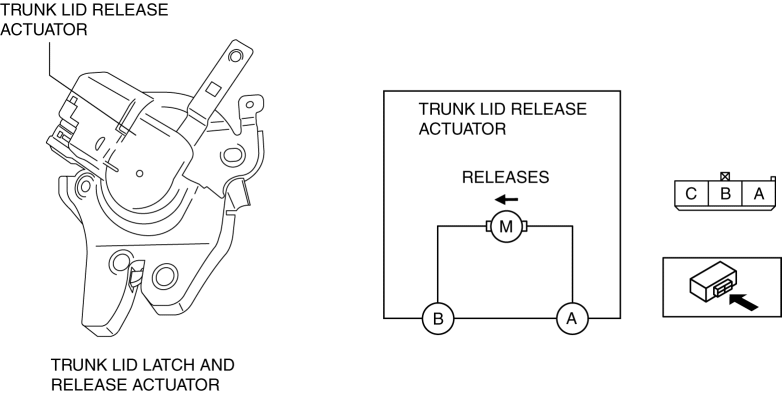 TRUNK LID RELEASE
ACTUATOR
TRUNK LID LATCH AND
RELEASE ACTUATOR
TRUNK LID RELEASE
ACTUATOR
RELEASES
M
B
A
C B A